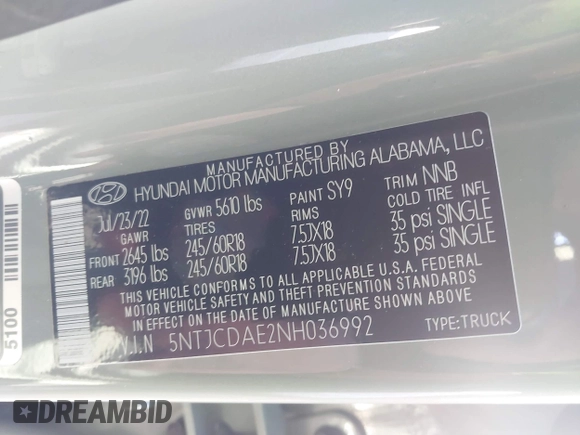 MANUFACTURED BY
HYUNDAI MOTOR MANUFACTURING ALABAMA, LLC
Jul/23/22 GVWR 5610 lbs PAINT SY9 TRIM NNB
GAWR TIRES RIMS COLD TIRE INFL
FRONT 2645 lbs 245/60R18 7.5JX18 35 psi SINGLE
REAR 3196 lbs 245/60R18 7.5JX18 35 psi SINGLE
THIS VEHICLE CONFORMS TO ALL APPLICABLE U.S.A. FEDERAL
MOTOR VEHICLE SAFETY AND THEFT PREVENTION STANDARDS
IN EFFECT ON THE DATE OF MANUFACTURE SHOWN ABOVE.
V.I.N 5NTJCDAE2NH036992 TYPE:TRUCK
5100
DREAMBID